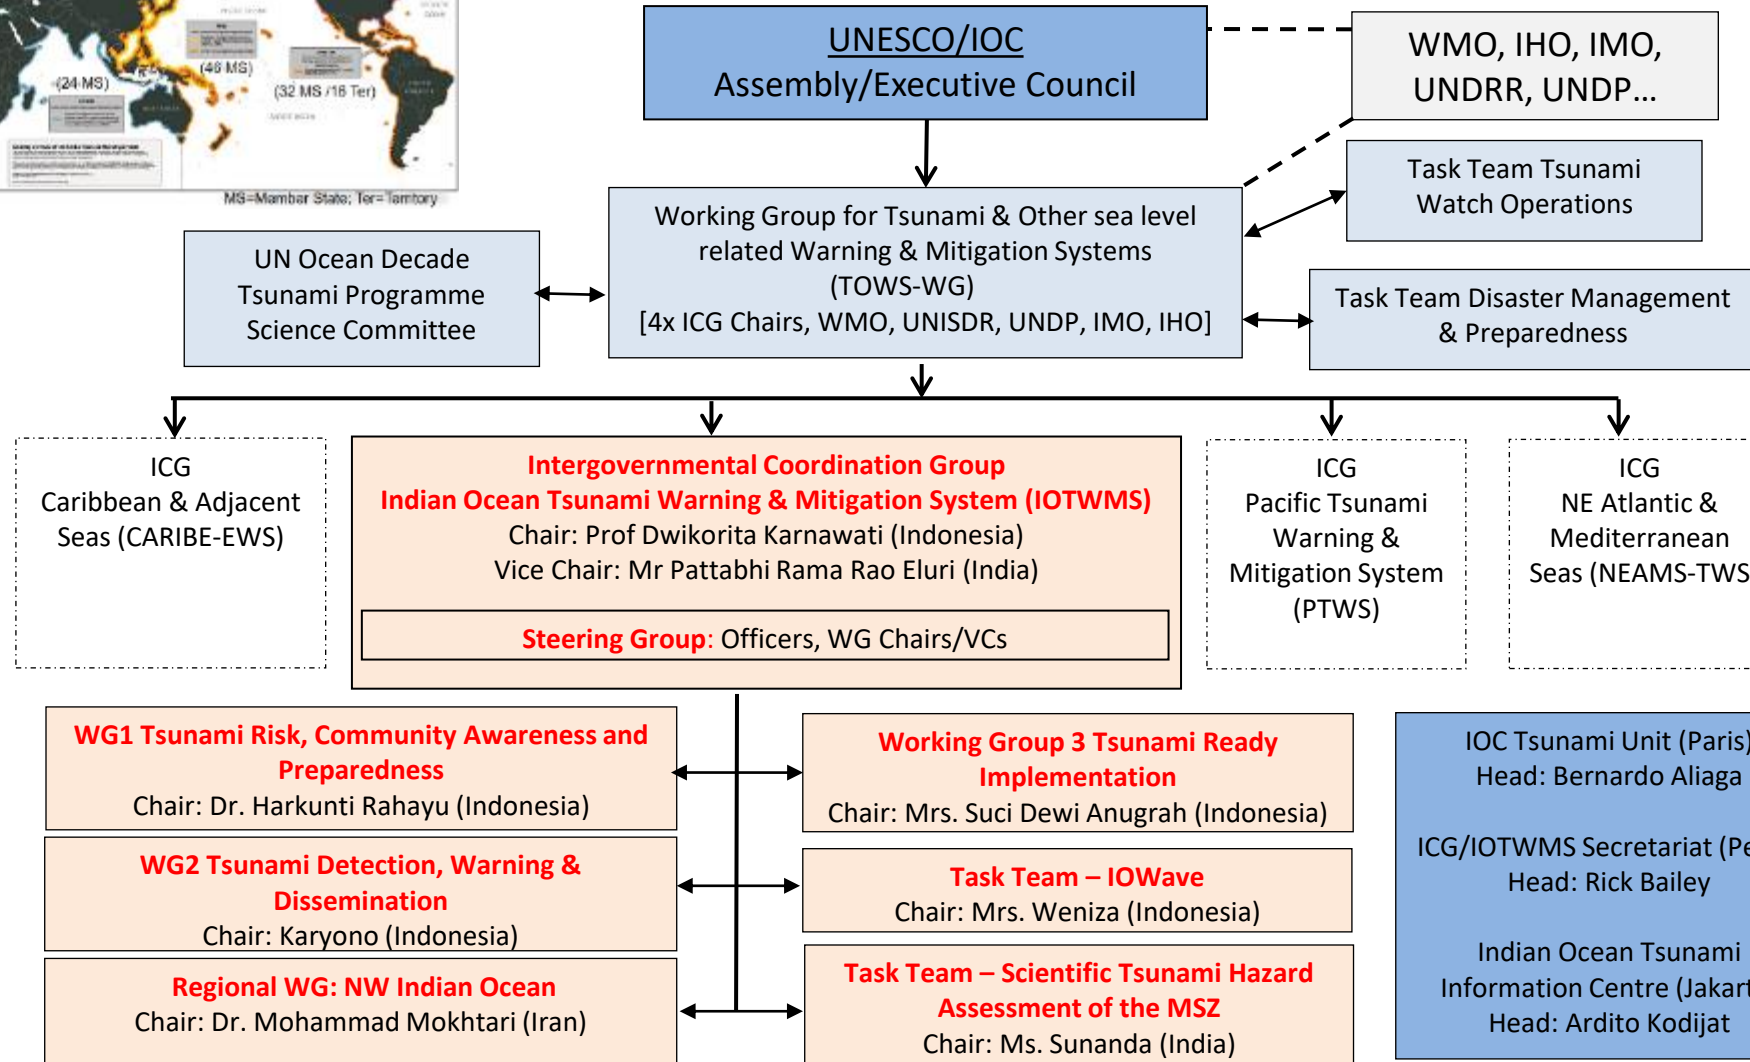 (24 MS)
(46 MS)
(32 MS /16 Ter)
MS=Member State; Ter=Territory
UNESCO/IOC
Assembly/Executive Council
WMO, IHO, IMO,
UNDRR, UNDP...
Task Team Tsunami
Watch Operations
Working Group for Tsunami & Other sea level
related Warning & Mitigation Systems
(TOWS-WG)
[4x ICG Chairs, WMO, UNISDR, UNDP, IMO, IHO]
UN Ocean Decade
Tsunami Programme
Science Committee
Task Team Disaster Management
& Preparedness
ICG
Caribbean & Adjacent
Seas (CARIBE-EWS)
Intergovernmental Coordination Group
Indian Ocean Tsunami Warning & Mitigation System (IOTWMS)
Chair: Prof Dwikorita Karnawati (Indonesia)
Vice Chair: Mr Pattabhi Rama Rao Eluri (India)
Steering Group: Officers, WG Chairs/VCs
ICG
Pacific Tsunami
Warning &
Mitigation System
(PTWS)
ICG
NE Atlantic &
Mediterranean
Seas (NEAMS-TWS
WG1 Tsunami Risk, Community Awareness and
Preparedness
Chair: Dr. Harkunti Rahayu (Indonesia)
Working Group 3 Tsunami Ready
Implementation
Chair: Mrs. Suci Dewi Anugrah (Indonesia)
WG2 Tsunami Detection, Warning &
Dissemination
Chair: Karyono (Indonesia)
Task Team – IOWave
Chair: Mrs. Weniza (Indonesia)
Regional WG: NW Indian Ocean
Chair: Dr. Mohammad Mokhtari (Iran)
Task Team – Scientific Tsunami Hazard
Assessment of the MSZ
Chair: Ms. Sunanda (India)
IOC Tsunami Unit (Paris)
Head: Bernardo Aliaga
ICG/IOTWMS Secretariat (Pe
Head: Rick Bailey
Indian Ocean Tsunami
Information Centre (Jakart
Head: Ardito Kodijat